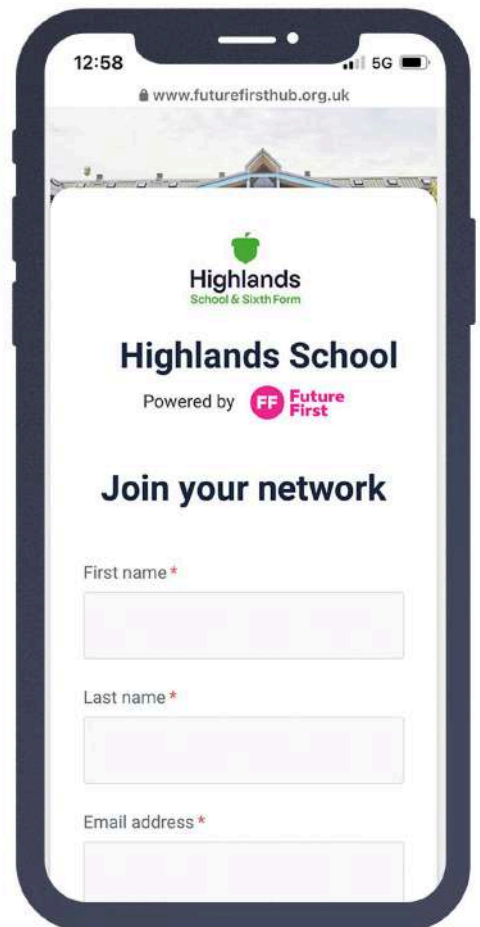 12:58
5G
www.futurefirsthub.org.uk
Highlands
School & Sixth Form
Highlands School
Powered by FF Future
First
Join your network
First name *
Last name *
Email address *